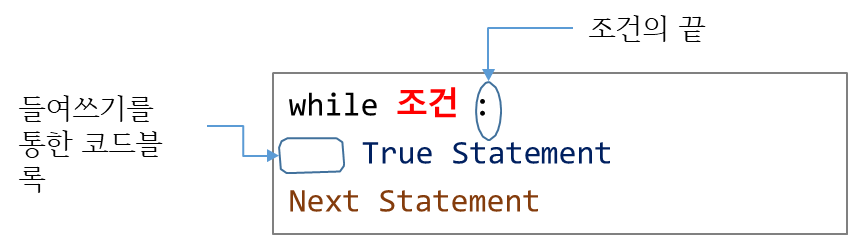 조건의 끝
while 조건 :
들여쓰기를
통한 코드블
록
True Statement
Next Statement